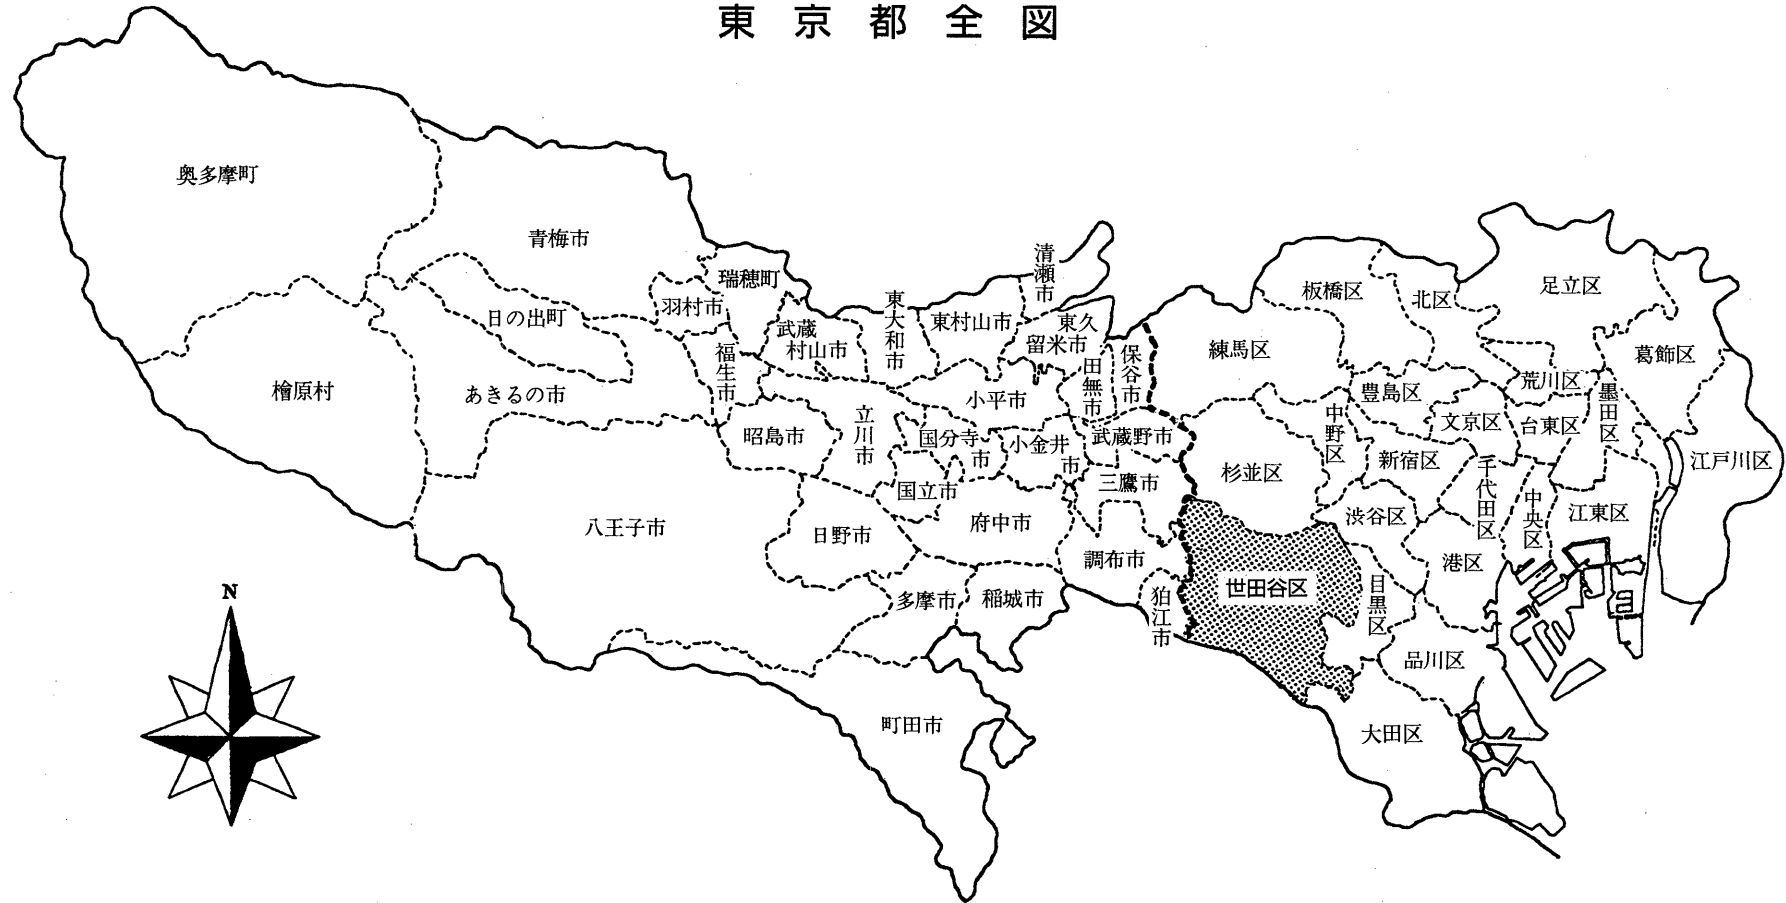 東京都全図
奥多摩町
青梅市
瑞穂町
羽村市
日の出町
檜原村
あきるの市
福生市
武蔵
村山市
東大和市
東村山市
清瀬市
東久
留米市
田無市
保谷市
小平市
立川市
昭島市
国分寺
市
小金井
市
武蔵野市
三鷹市
国立市
府中市
日野市
八王子市
調布市
狛江市
多摩市
稲城市
町田市
板橋区
北区
足立区
練馬区
葛飾区
豊島区
荒川区
墨田区
中野区
文京区
台東区
杉並区
新宿区
千代田区
江戸川区
渋谷区
中央区
江東区
港区
世田谷区
目黒区
品川区
大田区
N